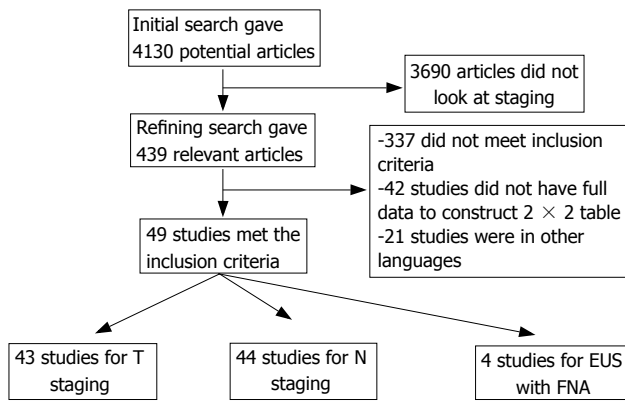 Initial search gave
4130 potential articles
3690 articles did not
look at staging
Refining search gave
439 relevant articles
-337 did not meet inclusion
criteria
-42 studies did not have full
data to construct 2 × 2 table
-21 studies were in other
languages
49 studies met the
inclusion criteria
43 studies for T
staging
44 studies for N
staging
4 studies for EUS
with FNA